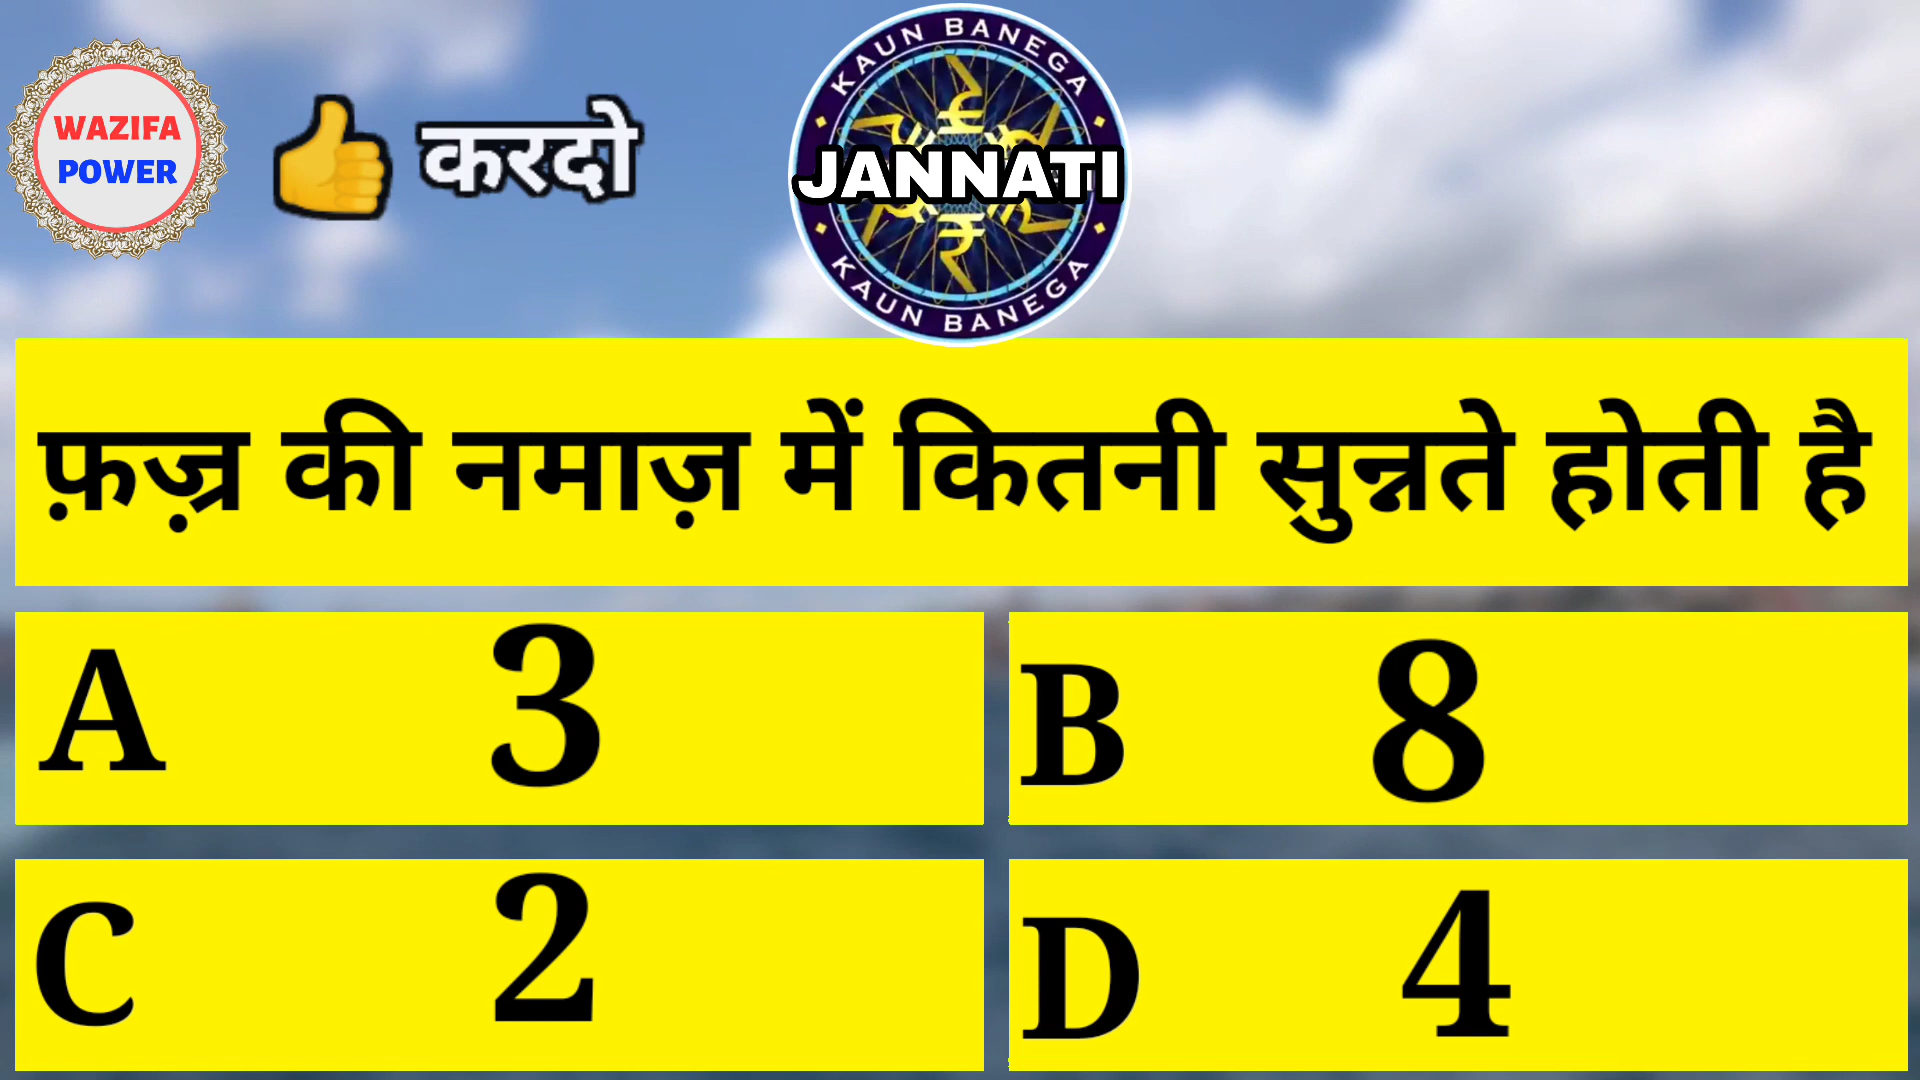 WAZIFA
POWER
👍 करदो
KAUN BANEGA
JANNATI
KAUN BANEGA
फ़ज़्र की नमाज़ में कितनी सुन्नते होती है
A 3
B 8
C 2
D 4